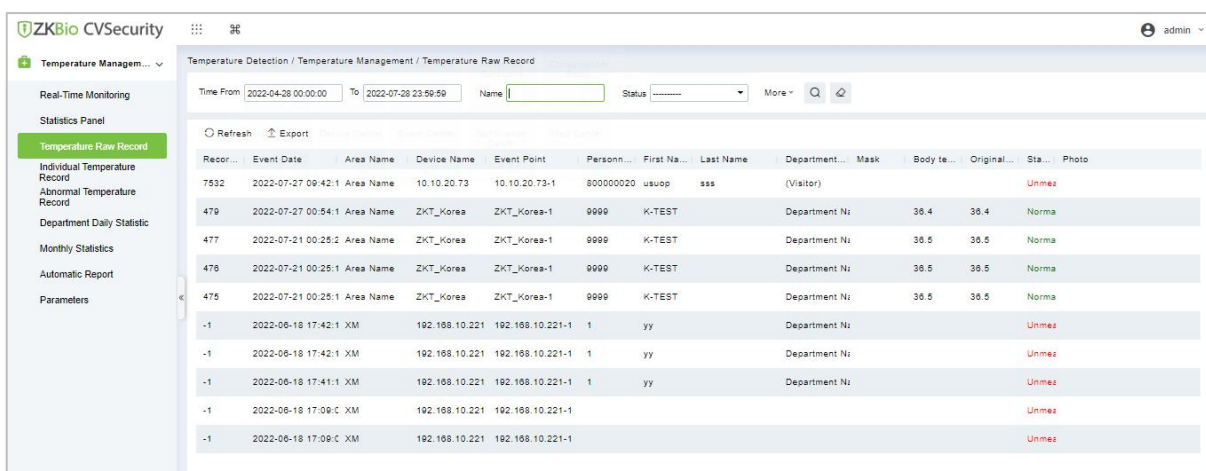 ZKBio CVSecurity
admin
Temperature Managem...
Temperature Detection / Temperature Management / Temperature Raw Record
Real-Time Monitoring
Statistics Panel
Temperature Raw Record
Individual Temperature
Record
Abnormal Temperature
Record
Department Daily Statistic
Monthly Statistics
Automatic Report
Parameters
Time From 2022-04-28 00:00:00 To 2022-07-28 23:59:59 Name Status ---------- More
Refresh Export
Recor... Event Date Area Name Device Name Event Point Personn... First Na... Last Name Department... Mask Body te... Original... Sta... Photo
7532 2022-07-27 09:42:1 Area Name 10.10.20.73 10.10.20.73-1 800000020 usuop sss (Visitor) Unmea
479 2022-07-27 00:54:1 Area Name ZKT_Korea ZKT_Korea-1 9999 K-TEST Department Na 36.4 36.4 Norma
477 2022-07-21 00:25:2 Area Name ZKT_Korea ZKT_Korea-1 9999 K-TEST Department Na 36.5 36.5 Norma
476 2022-07-21 00:25:1 Area Name ZKT_Korea ZKT_Korea-1 9999 K-TEST Department Na 36.5 36.5 Norma
475 2022-07-21 00:25:1 Area Name ZKT_Korea ZKT_Korea-1 9999 K-TEST Department Na 36.5 36.5 Norma
-1 2022-06-18 17:42:1 XM 192.168.10.221 192.168.10.221-1 1 yy Department Na Unmea
-1 2022-06-18 17:42:1 XM 192.168.10.221 192.168.10.221-1 1 yy Department Na Unmea
-1 2022-06-18 17:41:1 XM 192.168.10.221 192.168.10.221-1 1 yy Department Na Unmea
-1 2022-06-18 17:09:0 XM 192.168.10.221 192.168.10.221-1 Unmea
-1 2022-06-18 17:09:0 XM 192.168.10.221 192.168.10.221-1 Unmea